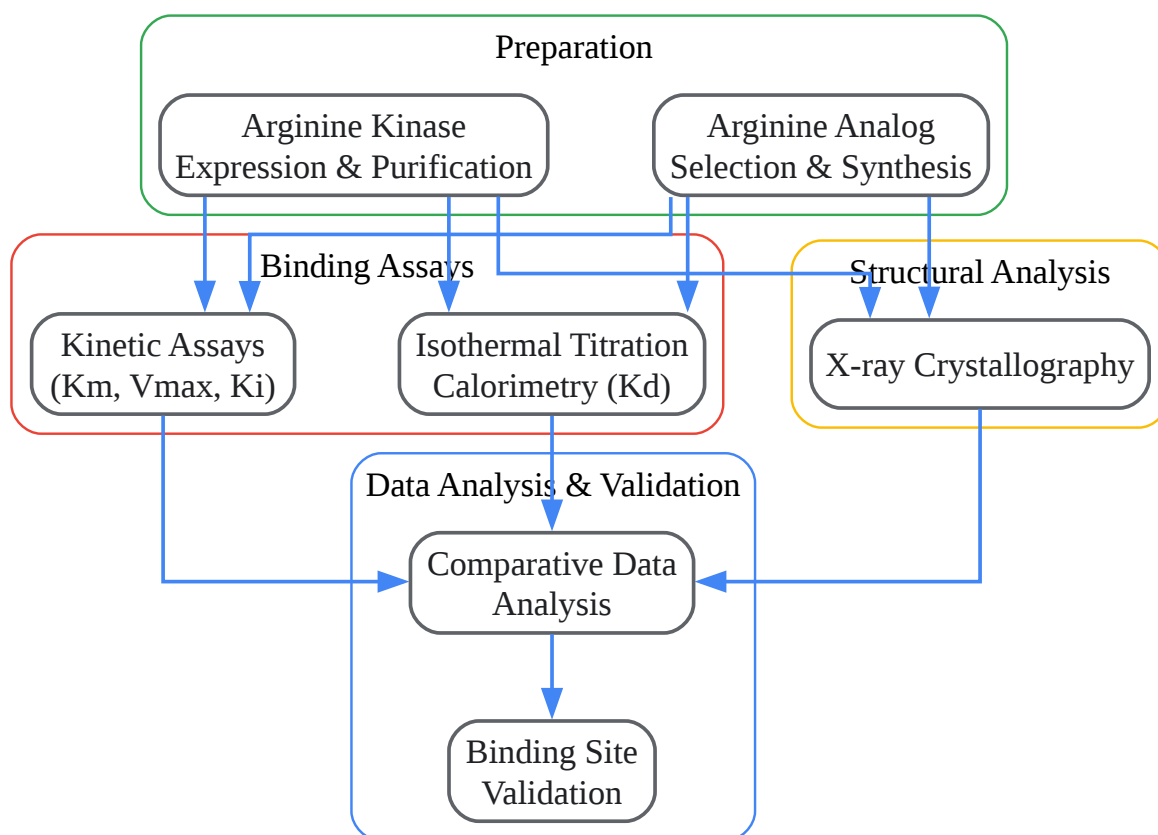 Preparation
Arginine Kinase
Expression & Purification
Arginine Analog
Selection & Synthesis
Binding Assays
Structural Analysis
Kinetic Assays
(Km, Vmax, Ki)
Isothermal Titration
Calorimetry (Kd)
X-ray Crystallography
Data Analysis & Validation
Comparative Data
Analysis
Binding Site
Validation